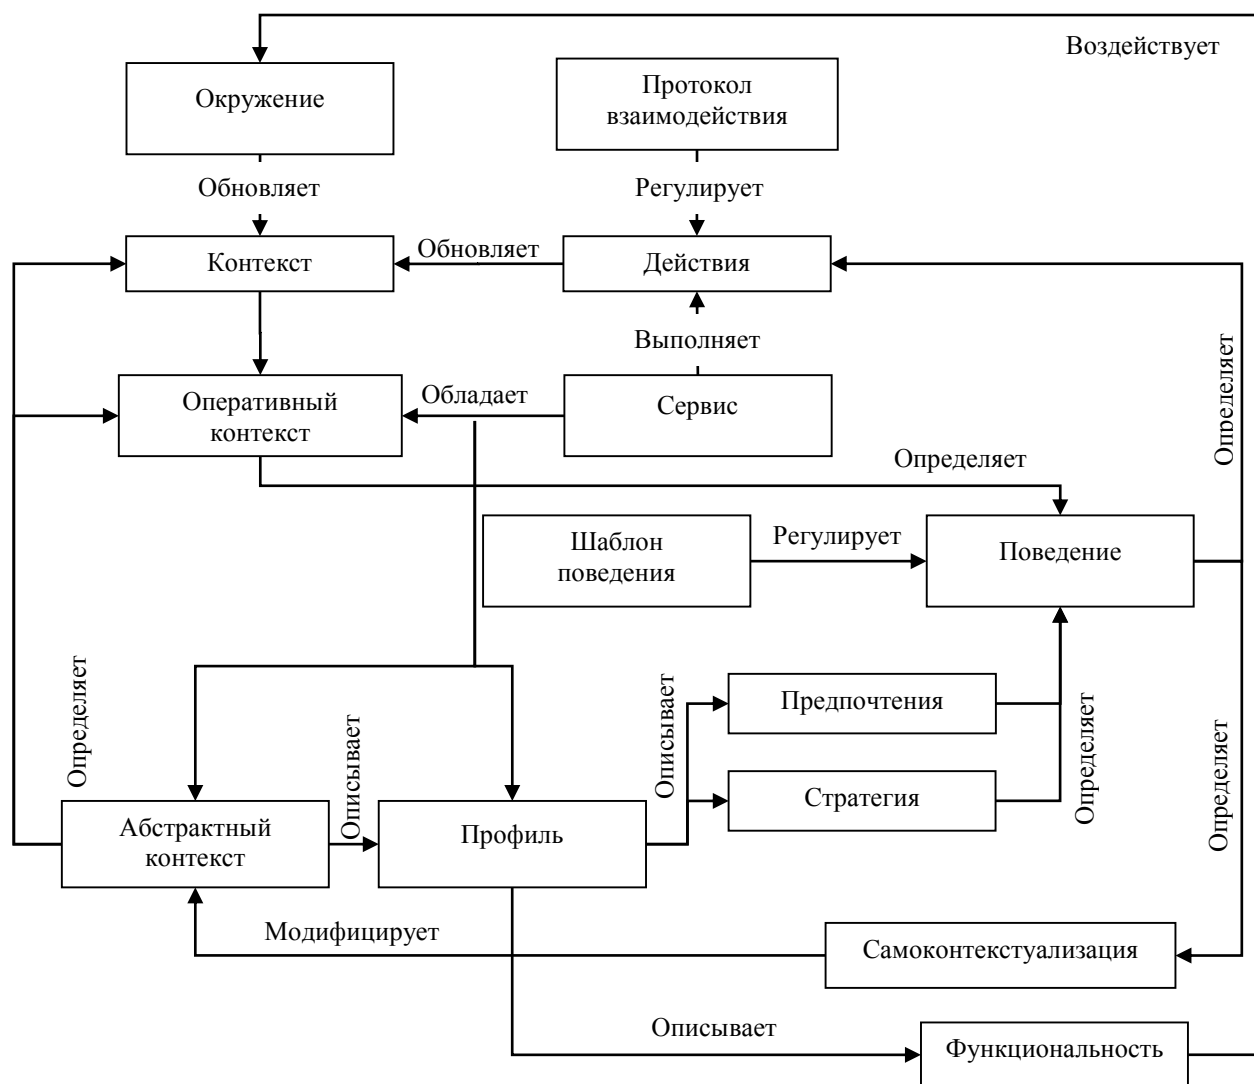 Воздействует
Окружение
Протокол
взаимодействия
Обновляет
Регулирует
Контекст
Обновляет
Действия
Выполняет
Определяет
Оперативный
контекст
Обладает
Сервис
Определяет
Шаблон
поведения
Регулирует
Поведение
Определяет
Описывает
Описывает
Предпочтения
Стратегия
Определяет
Определяет
Абстрактный
контекст
Профиль
Модифицирует
Самоконтекстуализация
Описывает
Функциональность